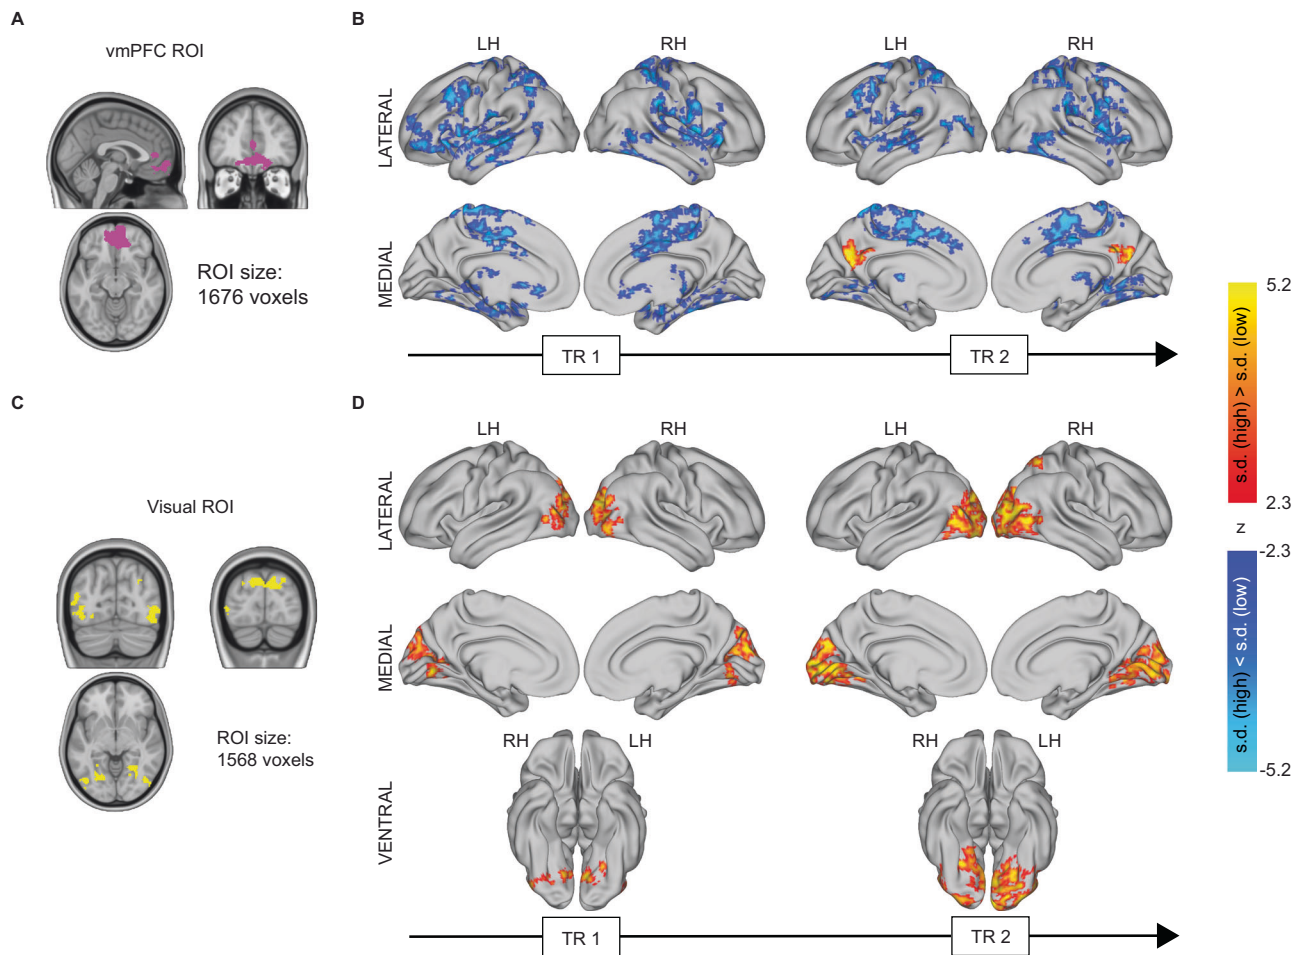 A
vmPFC ROI
ROI size:
1676 voxels
B
LH
RH
LH
RH
LATERAL
MEDIAL
TR 1
TR 2
C
Visual ROI
ROI size:
1568 voxels
D
LH
RH
LH
RH
LATERAL
MEDIAL
RH
LH
RH
LH
VENTRAL
TR 1
TR 2
5.2
s.d. (high) > s.d. (low)
2.3
z
-2.3
s.d. (high) < s.d. (low)
-5.2